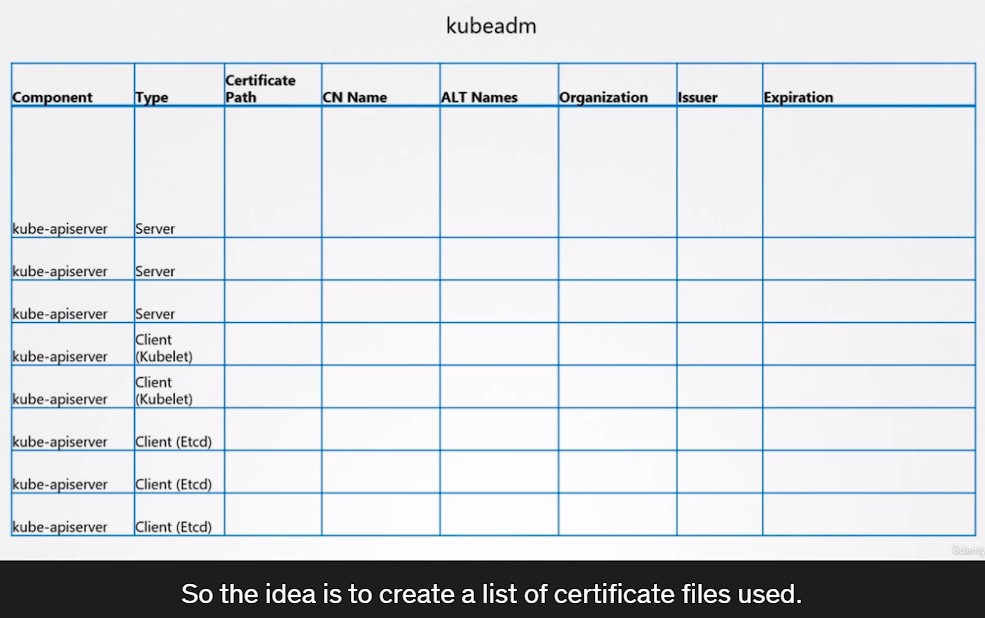 kubeadm
Component Type Certificate Path CN Name ALT Names Organization Issuer Expiration
kube-apiserver Server
kube-apiserver Server
kube-apiserver Server
kube-apiserver Client (Kubelet)
kube-apiserver Client (Kubelet)
kube-apiserver Client (Etcd)
kube-apiserver Client (Etcd)
kube-apiserver Client (Etcd)
Udemy
So the idea is to create a list of certificate files used.